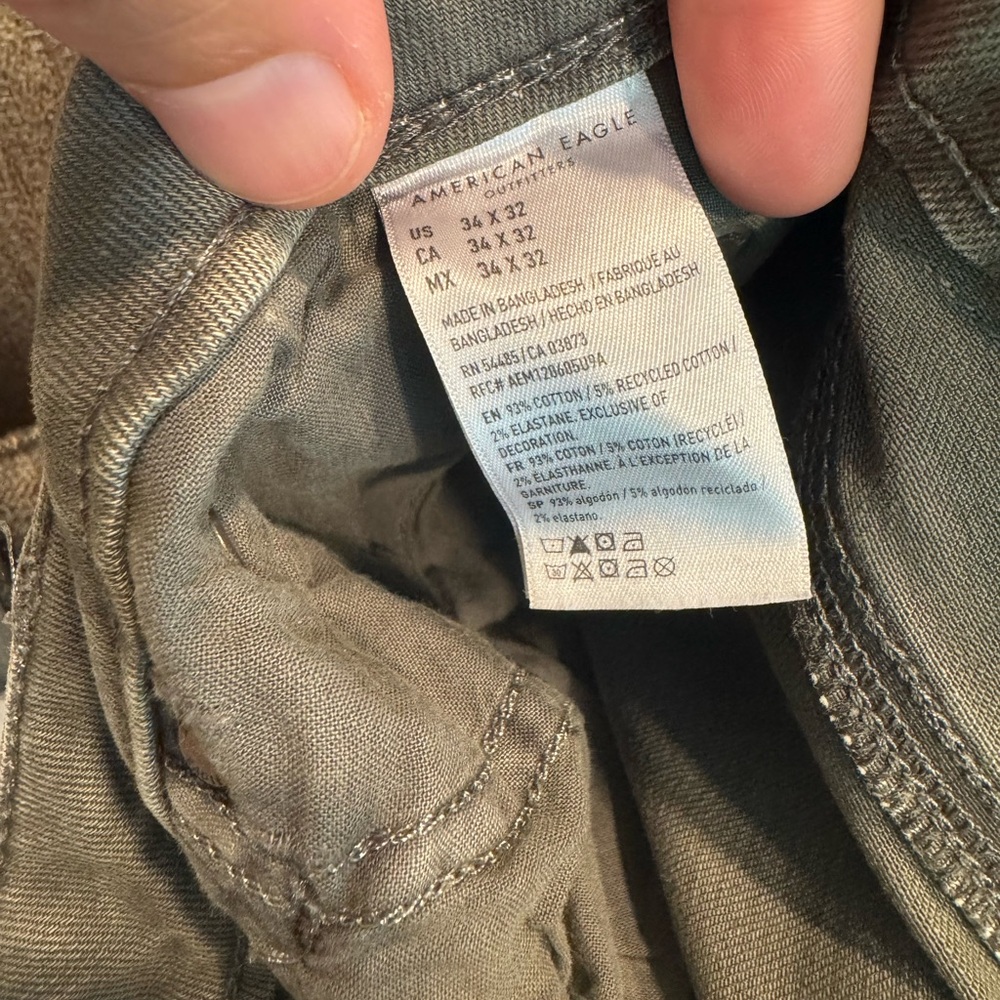 AMERICAN EAGLE
OUTFITTERS
US 34 X 32
CA 34 X 32
MX 34 X 32
MADE IN BANGLADESH / FABRIQUÉ AU
BANGLADESH / HECHO EN BANGLADESH
RN 54485 / CA 03873
RFC# AEM120605U9A
EN 93% COTTON / 5% RECYCLED COTTON /
2% ELASTANE. EXCLUSIVE OF
DECORATION.
FR 93% COTON / 5% COTON (RECYCLÉ) /
2% ÉLASTHANNE. À L'EXCEPTION DE LA
GARNITURE.
SP 93% algodón / 5% algodón reciclado /
2% elastano.